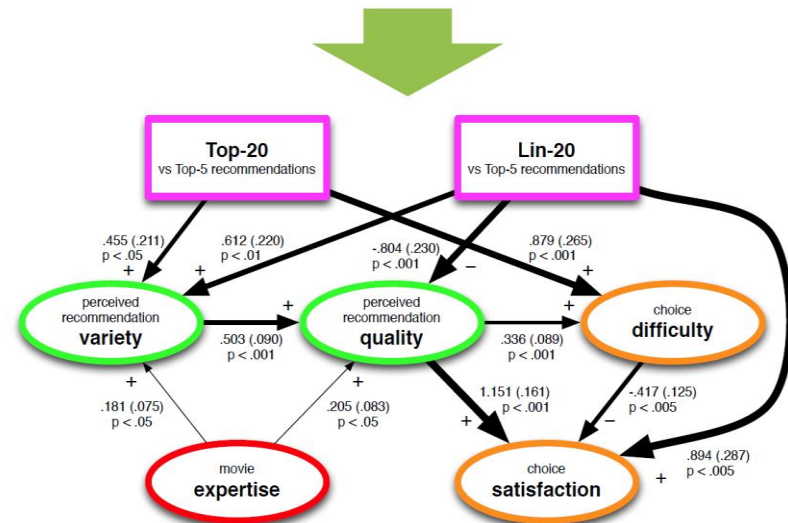 Top-20
vs Top-5 recommendations
Lin-20
vs Top-5 recommendations
.455 (.211)
p < .05
+
.612 (.220)
p < .01
+
-.804 (.230)
p < .001
−
.879 (.265)
p < .001
+
perceived
recommendation
variety
+
.503 (.090)
p < .001
perceived
recommendation
quality
+
.336 (.089)
p < .001
choice
difficulty
+
.181 (.075)
p < .05
+
.205 (.083)
p < .05
1.151 (.161)
p < .001
+
-.417 (.125)
p < .005
−
.894 (.287)
p < .005
+
movie
expertise
choice
satisfaction